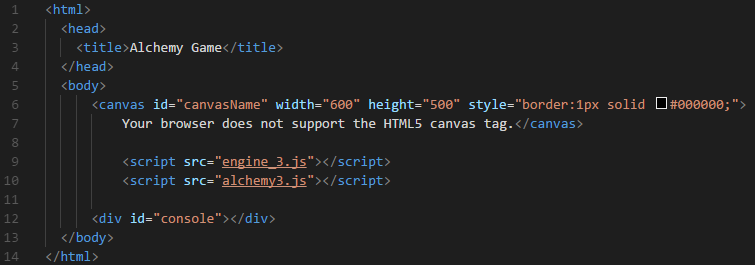 1 <html>
2 <head>
3 <title>Alchemy Game</title>
4 </head>
5 <body>
6 <canvas id="canvasName" width="600" height="500" style="border:1px solid #000000;">
7 Your browser does not support the HTML5 canvas tag.</canvas>
8
9 <script src="engine_3.js"></script>
10 <script src="alchemy3.js"></script>
11
12 <div id="console"></div>
13 </body>
14 </html>